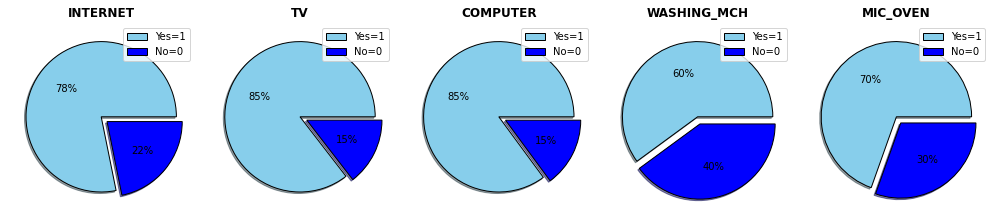 INTERNET
Yes=1
No=0
78%
22%
TV
Yes=1
No=0
85%
15%
COMPUTER
Yes=1
No=0
85%
15%
WASHING_MCH
Yes=1
No=0
60%
40%
MIC_OVEN
Yes=1
No=0
70%
30%